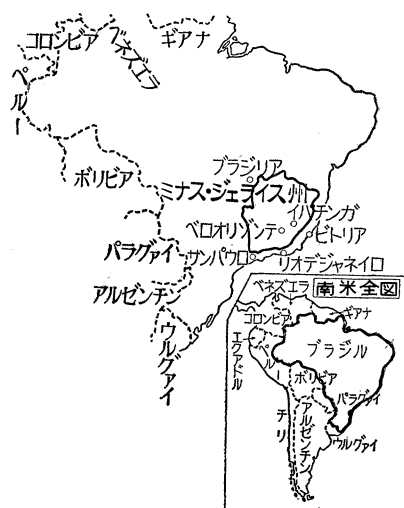 コロンビア
ベネズエラ
ギアナ
ペルー
ボリビア
ブラジリア
ミナス・ジェライス州
イパチンガ
ベロオリゾンテ
ビトリア
パラグァイ
サンパウロ
リオデジャネイロ
アルゼンチン
ウルグァイ
南米全図
ベネズエラ
ギアナ
コロンビア
エクアドル
ペルー
ブラジル
ボリビア
パラグァイ
チリ
アルゼンチン
ウルグァイ